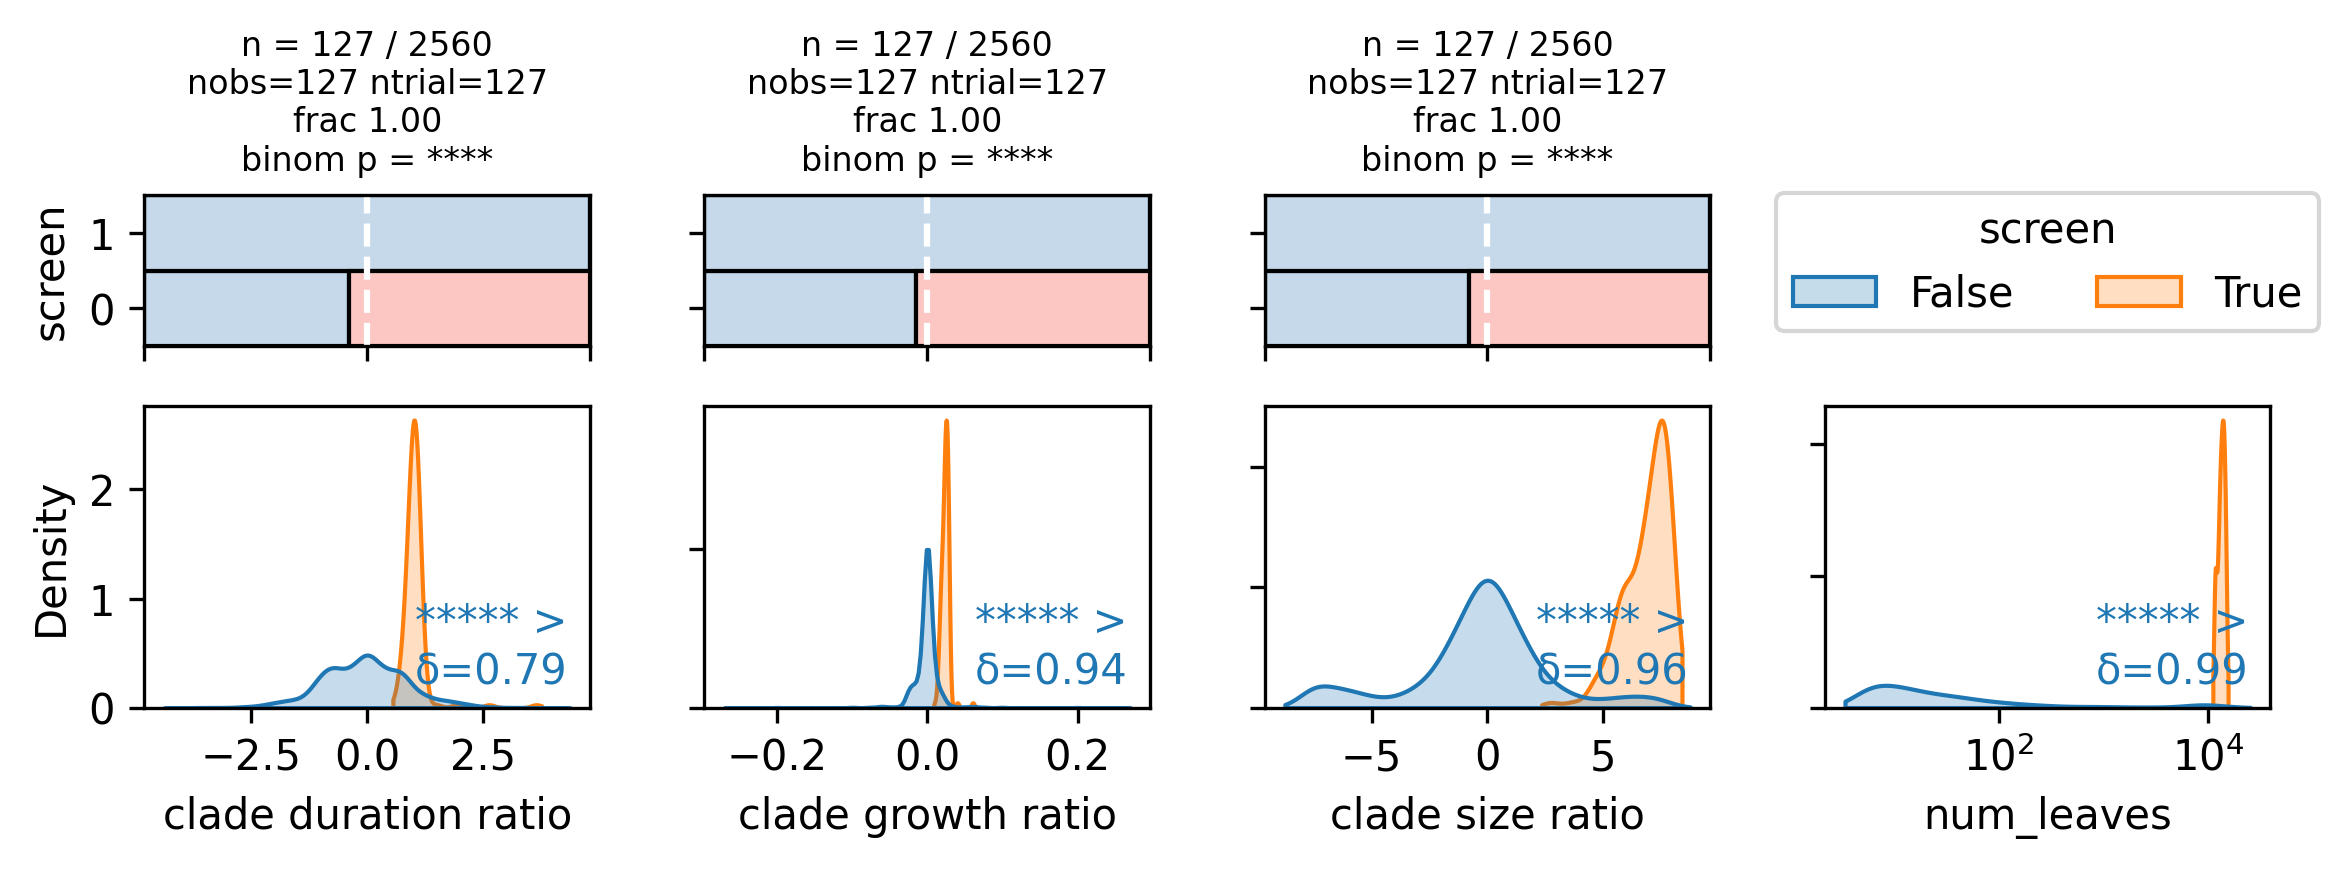 n = 127 / 2560
nobs=127 ntrial=127
frac 1.00
binom p = ****
n = 127 / 2560
nobs=127 ntrial=127
frac 1.00
binom p = ****
n = 127 / 2560
nobs=127 ntrial=127
frac 1.00
binom p = ****
screen
1
0
screen
False True
Density
2
1
0
***** >
δ=0.79
−2.5 0.0 2.5
clade duration ratio
***** >
δ=0.94
−0.2 0.0 0.2
clade growth ratio
***** >
δ=0.96
−5 0 5
clade size ratio
***** >
δ=0.99
10² 10⁴
num_leaves